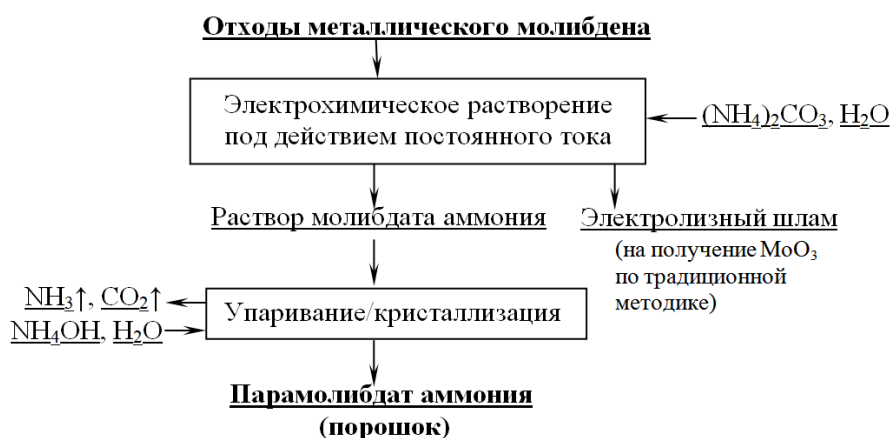 Отходы металлического молибдена
Электрохимическое растворение
под действием постоянного тока
(NH₄)₂CO₃, H₂O
Раствор молибдата аммония
Электролизный шлам
(на получение MoO₃
по традиционной
методике)
NH₃↑, CO₂↑
NH₄OH, H₂O
Упаривание/кристаллизация
Парамолибдат аммония
(порошок)